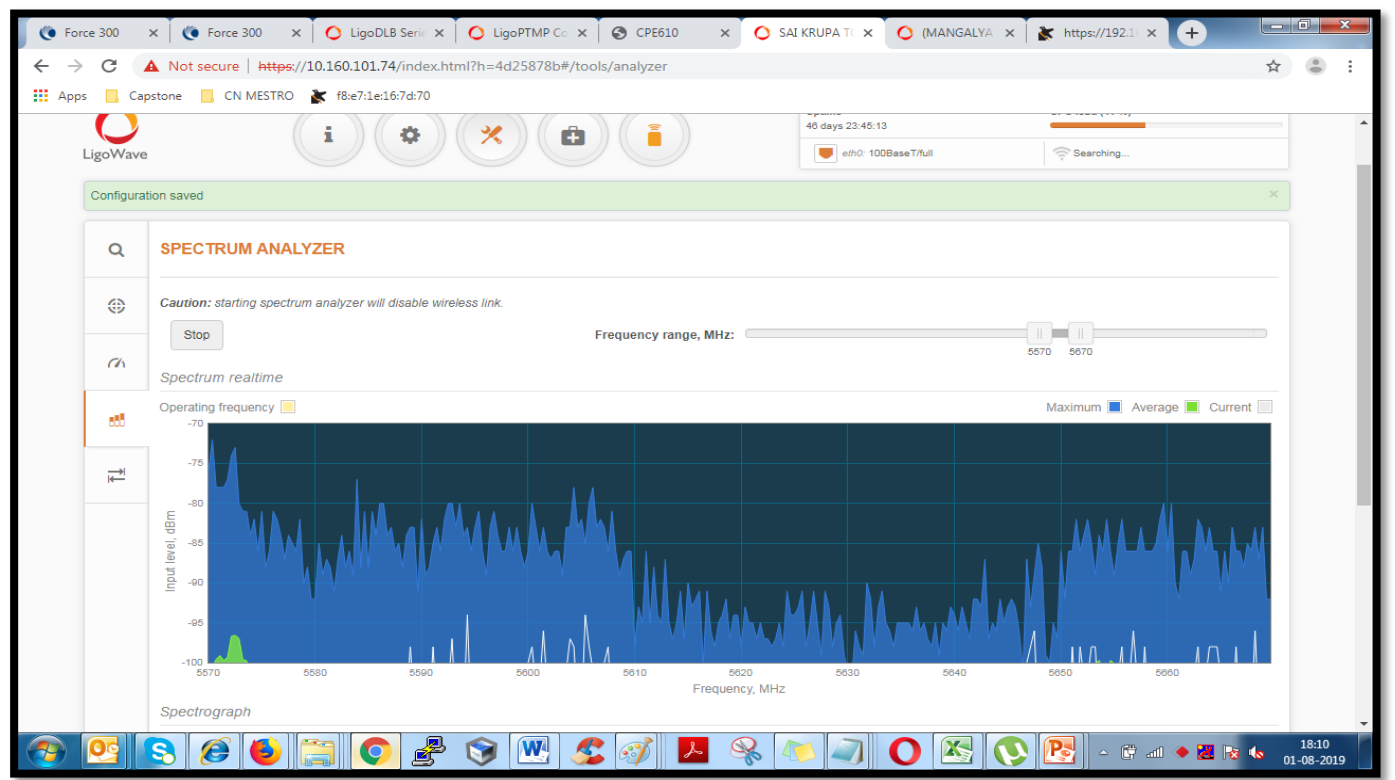 Force 300
Force 300
LigoDLB Serie
LigoPTMP Co
CPE610
SAI KRUPA TO
(MANGALYA
https://192.1
Not secure | https://10.160.101.74/index.html?h=4d25878b#/tools/analyzer
Apps
Capstone
CN MESTRO
f8:e7:1e:16:7d:70
LigoWave
46 days 23:46:13
eth0: 100BaseT/full
Searching...
Configuration saved
SPECTRUM ANALYZER
Caution: starting spectrum analyzer will disable wireless link.
Stop
Frequency range, MHz:
5570 5670
Spectrum realtime
Operating frequency
Maximum Average Current
-70
-75
-80
-85
-90
-95
-100
Input level, dBm
5570 5580 5590 5600 5610 5620 5630 5640 5650 5660
Frequency, MHz
Spectrograph
18:10
01-08-2019